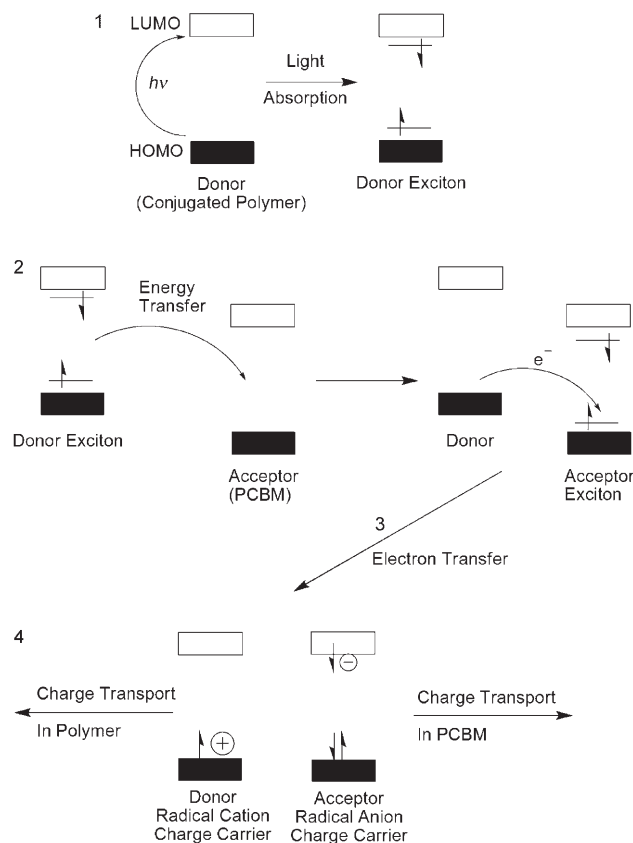 1
LUMO
hν
HOMO
Light
Absorption
Donor
(Conjugated Polymer)
Donor Exciton
2
Energy
Transfer
e⁻
Donor Exciton
Acceptor
(PCBM)
Donor
Acceptor
Exciton
3
Electron Transfer
4
Charge Transport
In Polymer
−
+
Charge Transport
In PCBM
Donor
Radical Cation
Charge Carrier
Acceptor
Radical Anion
Charge Carrier